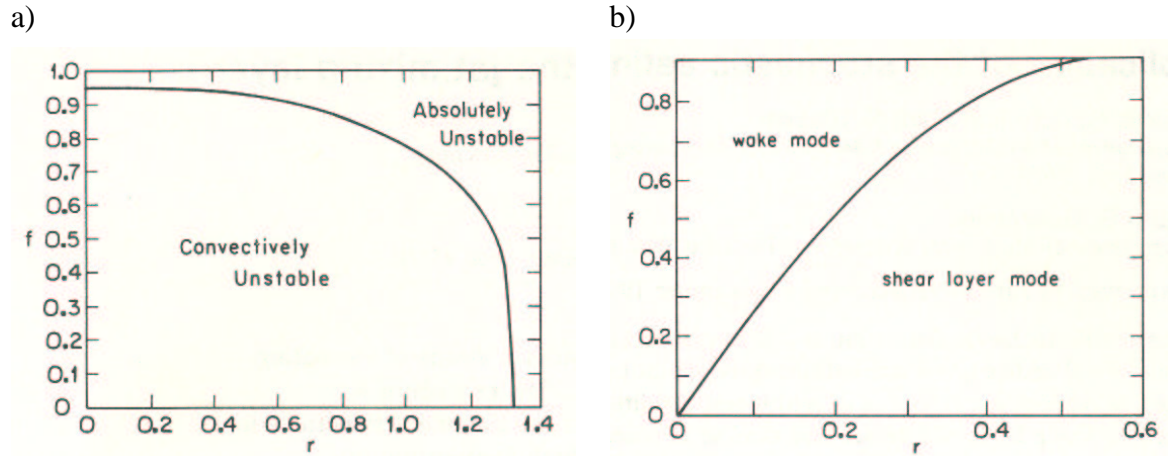 a)
1.0
0.9
0.8
0.7
0.6
f 0.5
0.4
0.3
0.2
0.1
0
Absolutely
Unstable
Convectively
Unstable
0 0.2 0.4 0.6 0.8 1.0 1.2 1.4
r
b)
0.8
0.6
f
0.4
0.2
0
wake mode
shear layer mode
0 0.2 0.4 0.6
r